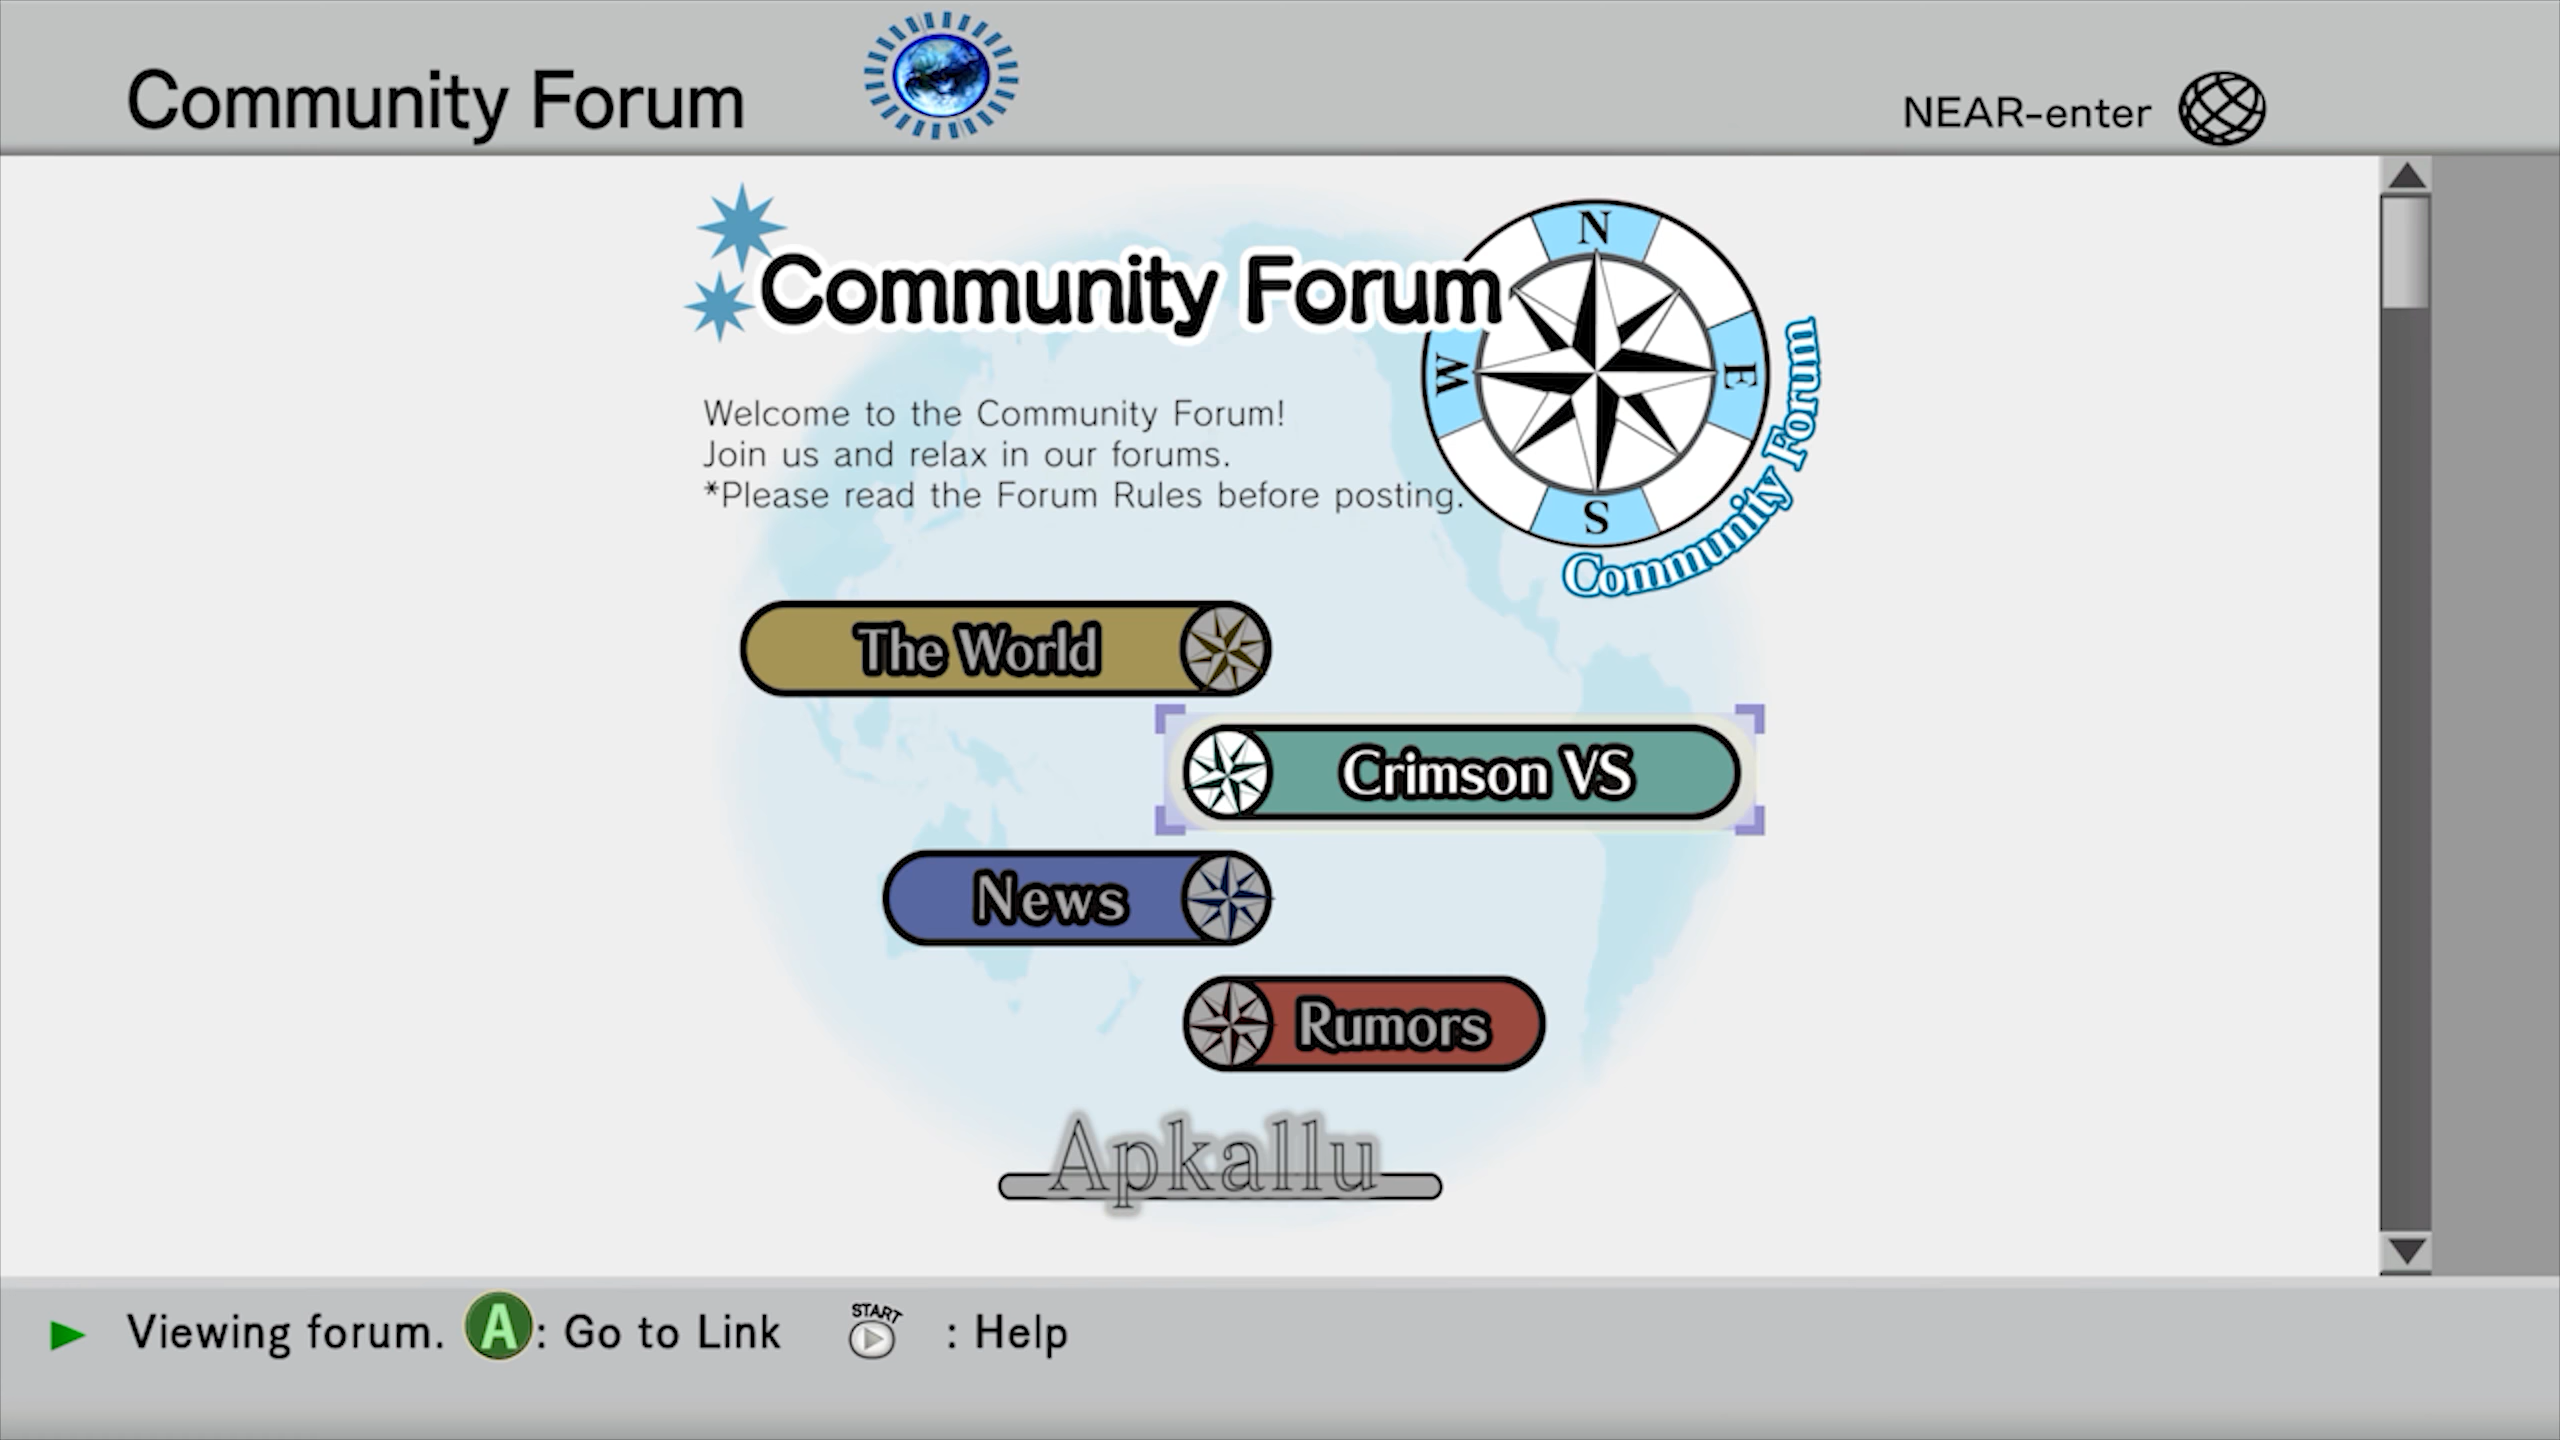 Community Forum
NEAR-enter
Community Forum
N
W
E
S
Community Forum
Welcome to the Community Forum!
Join us and relax in our forums.
*Please read the Forum Rules before posting.
The World
Crimson VS
News
Rumors
Apkallu
Viewing forum. A: Go to Link START : Help